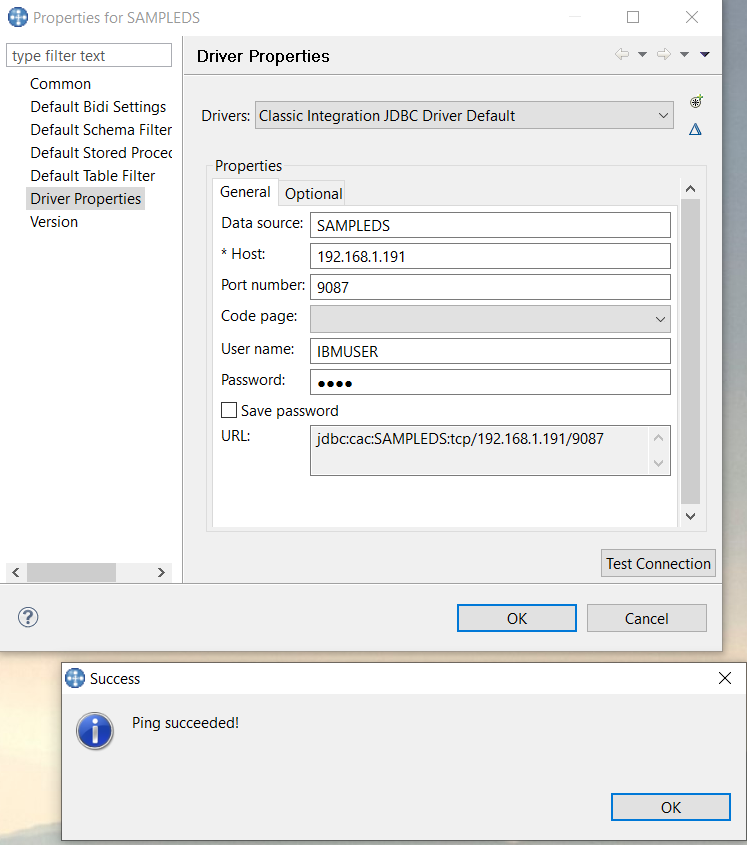 Properties for SAMPLEDS
type filter text
Common
Default Bidi Settings
Default Schema Filter
Default Stored Proced
Default Table Filter
Driver Properties
Version
Driver Properties
Drivers: Classic Integration JDBC Driver Default
Properties
General Optional
Data source: SAMPLEDS
* Host: 192.168.1.191
Port number: 9087
Code page:
User name: IBMUSER
Password: ●●●●
Save password
URL: jdbc:cac:SAMPLEDS:tcp/192.168.1.191/9087
Test Connection
? OK Cancel
Success
Ping succeeded!
OK